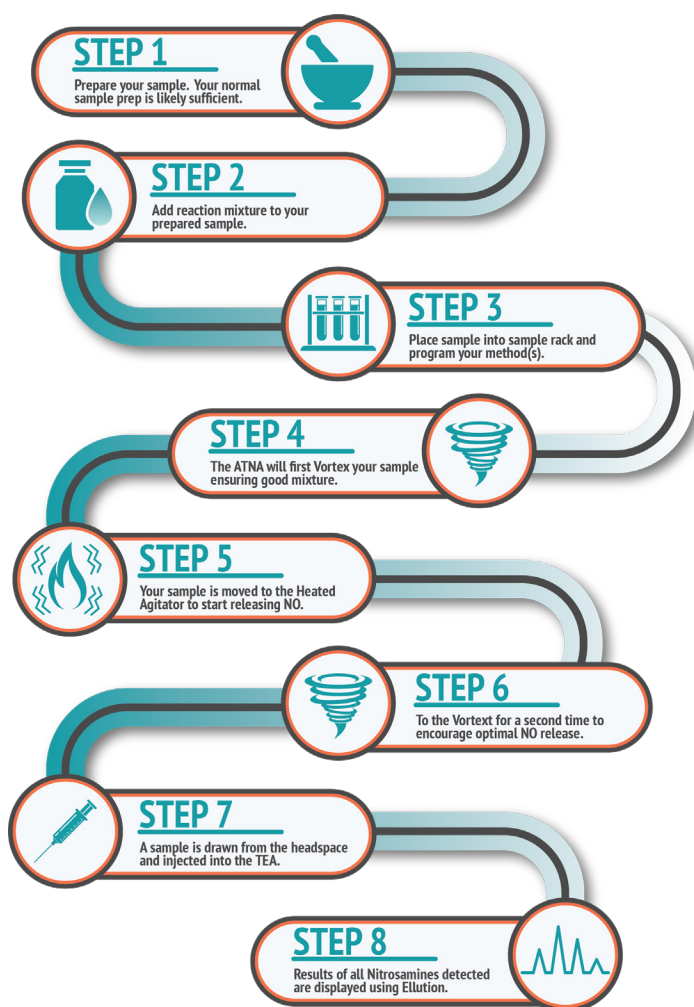 STEP 1
Prepare your sample. Your normal
sample prep is likely sufficient.
STEP 2
Add reaction mixture to your
prepared sample.
STEP 3
Place sample into sample rack and
program your method(s).
STEP 4
The ATNA will first Vortex your sample
ensuring good mixture.
STEP 5
Your sample is moved to the Heated
Agitator to start releasing NO.
STEP 6
To the Vortext for a second time to
encourage optimal NO release.
STEP 7
A sample is drawn from the headspace
and injected into the TEA.
STEP 8
Results of all Nitrosamines detected
are displayed using Ellution.